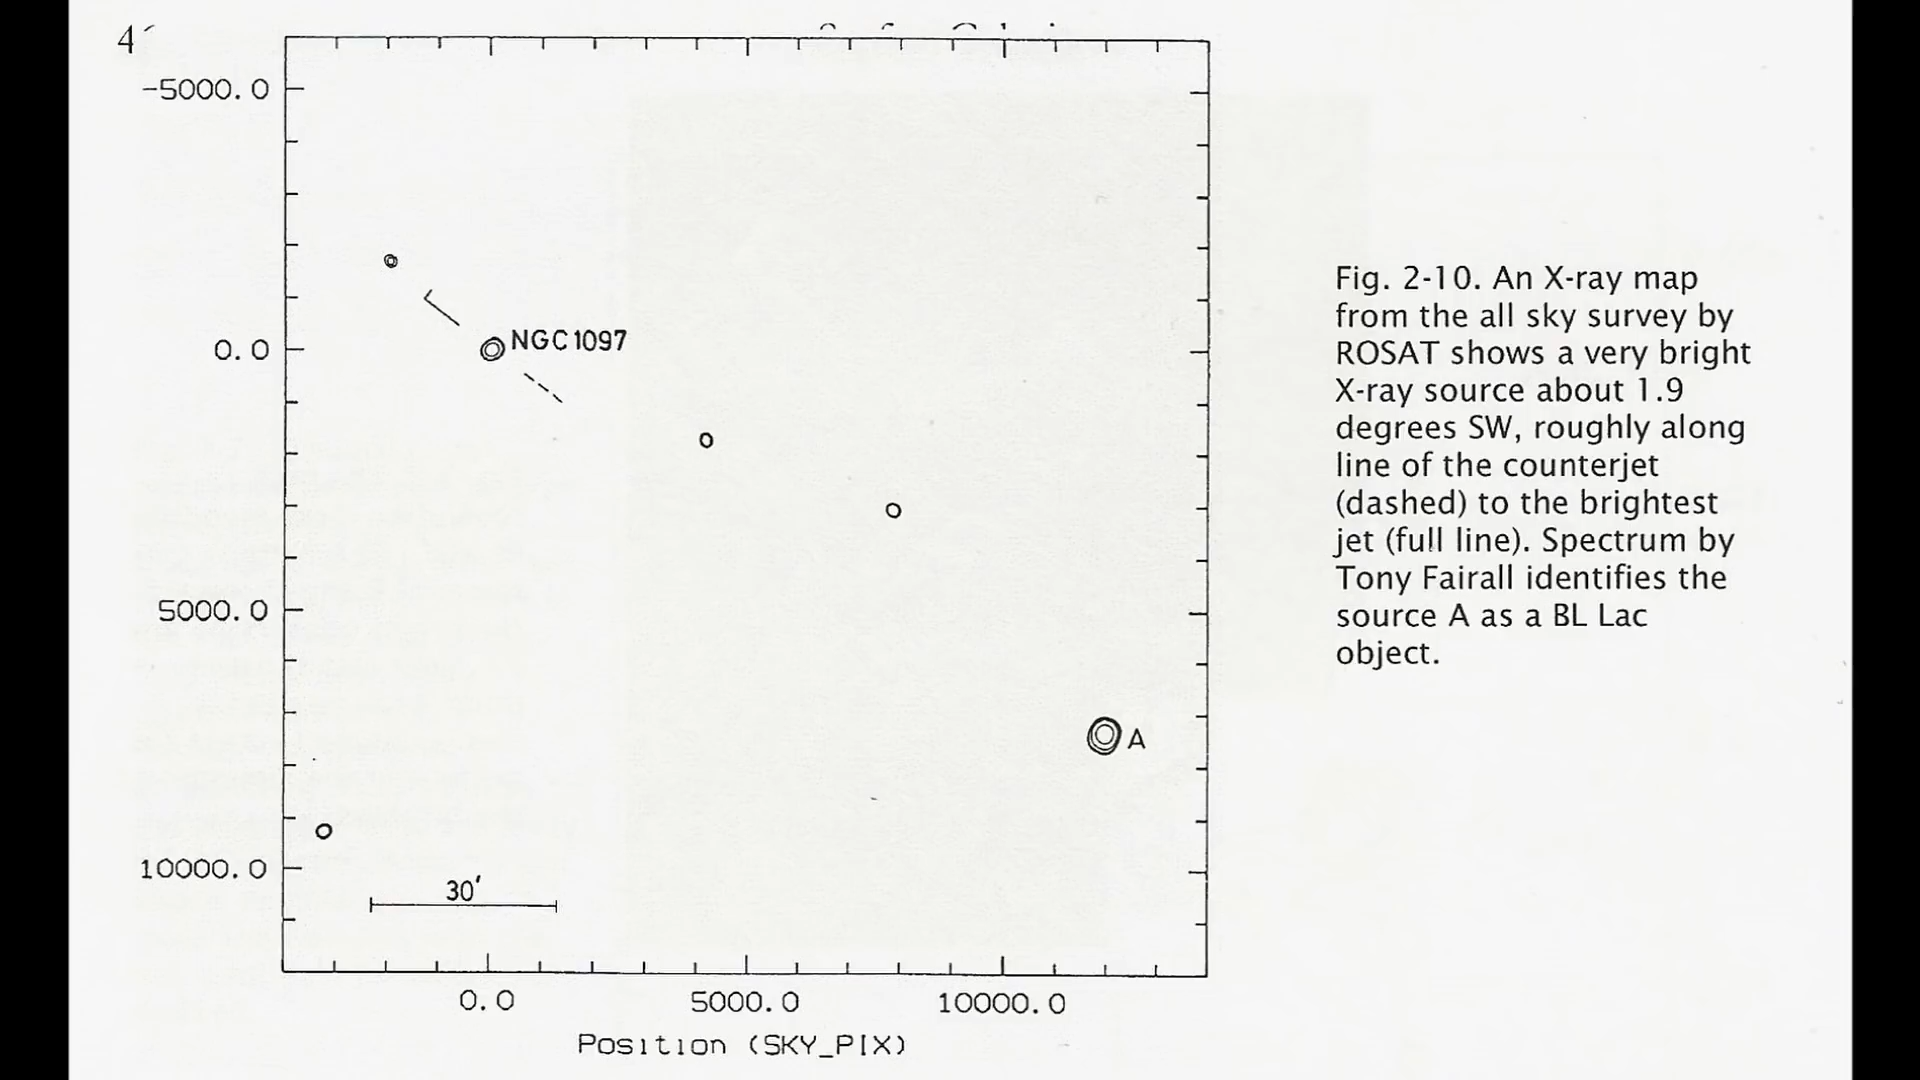 -5000.0
NGC1097
0.0
5000.0
A
10000.0
30'
0.0 5000.0 10000.0
Position (SKY_PIX)
Fig. 2-10. An X-ray map
from the all sky survey by
ROSAT shows a very bright
X-ray source about 1.9
degrees SW, roughly along
line of the counterjet
(dashed) to the brightest
jet (full line). Spectrum by
Tony Fairall identifies the
source A as a BL Lac
object.